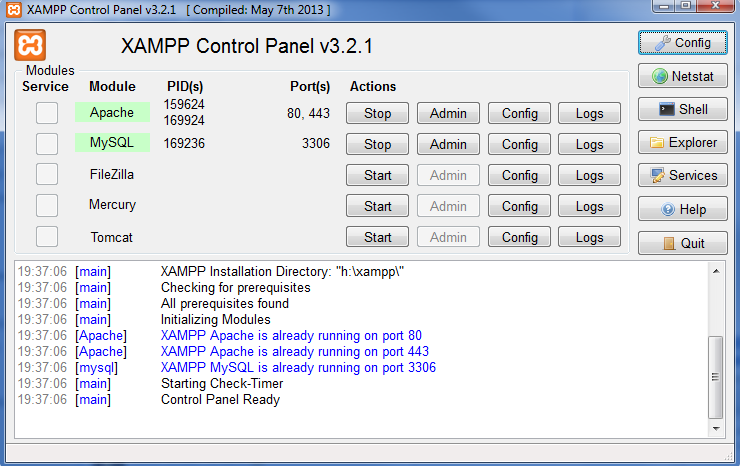 XAMPP Control Panel v3.2.1 [ Compiled: May 7th 2013 ]
XAMPP Control Panel v3.2.1
Config
Modules
Service Module PID(s) Port(s) Actions
Netstat
Apache 159624 169924 80, 443 Stop Admin Config Logs
Shell
MySQL 169236 3306 Stop Admin Config Logs
Explorer
FileZilla Start Admin Config Logs
Services
Mercury Start Admin Config Logs
Help
Tomcat Start Admin Config Logs
Quit
19:37:06 [main] XAMPP Installation Directory: "h:\xampp\"
19:37:06 [main] Checking for prerequisites
19:37:06 [main] All prerequisites found
19:37:06 [main] Initializing Modules
19:37:06 [Apache] XAMPP Apache is already running on port 80
19:37:06 [Apache] XAMPP Apache is already running on port 443
19:37:06 [mysql] XAMPP MySQL is already running on port 3306
19:37:06 [main] Starting Check-Timer
19:37:06 [main] Control Panel Ready